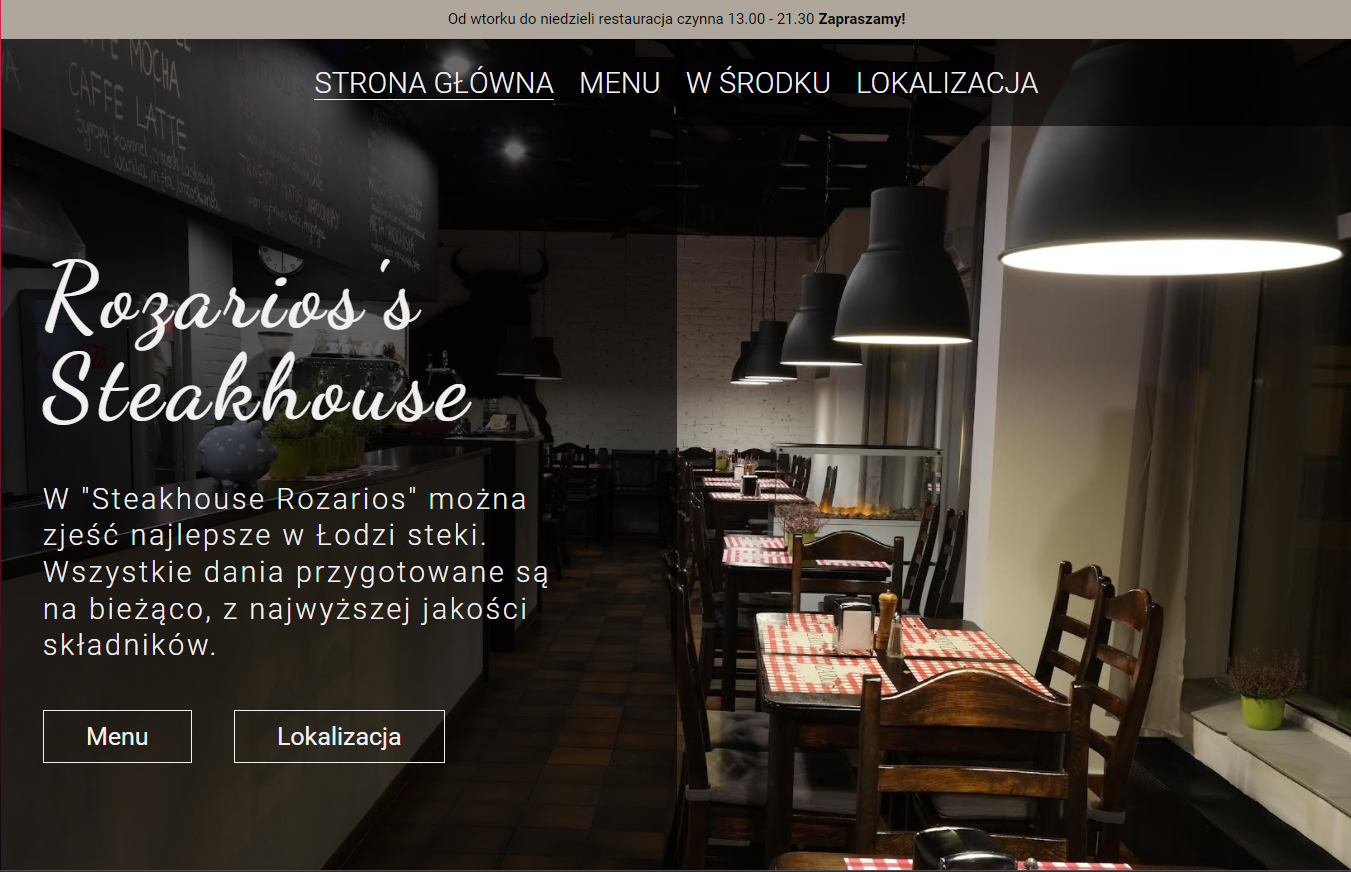 Od wtorku do niedzieli restauracja czynna 13.00 - 21.30 Zapraszamy!
STRONA GŁÓWNA MENU W ŚRODKU LOKALIZACJA
MOCHA
CAFFE LATTE
Rozarios's
Steakhouse
W "Steakhouse Rozarios" można
zjeść najlepsze w Łodzi steki.
Wszystkie dania przygotowane są
na bieżąco, z najwyższej jakości
składników.
Menu Lokalizacja